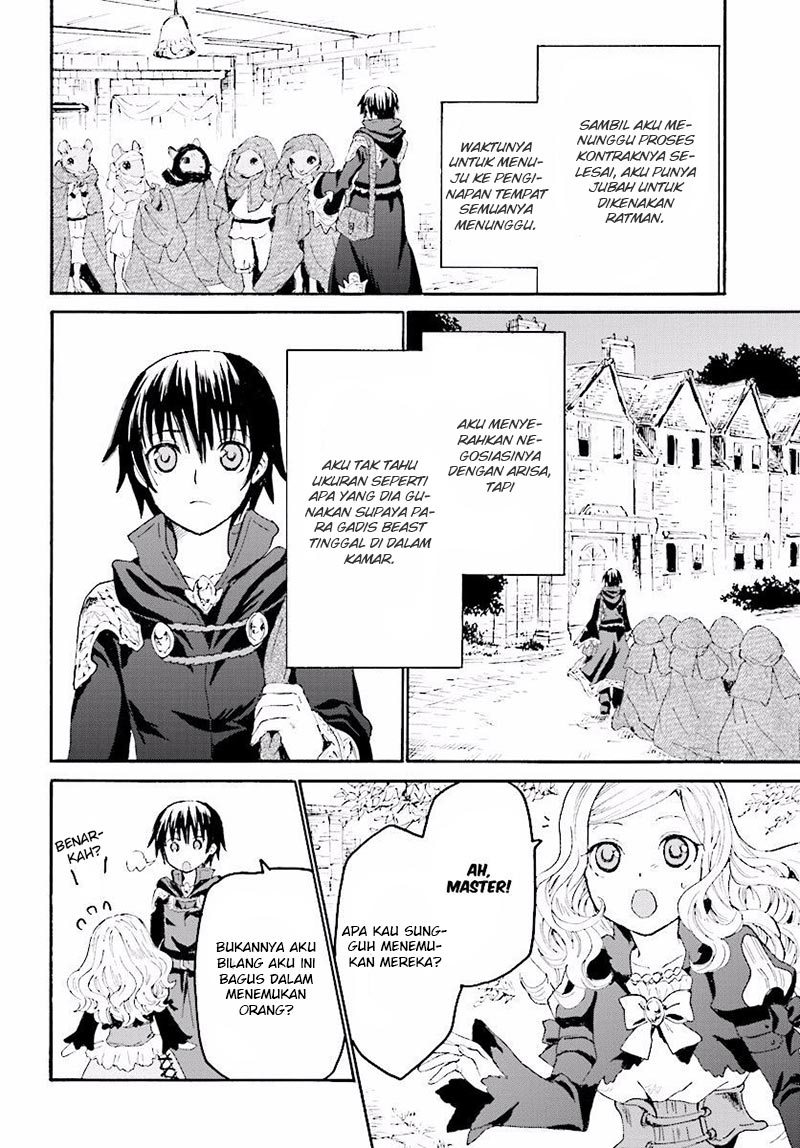 SAMBIL AKU ME-
NUNGGU PROSES
KONTRAKNYA SE-
LESAI, AKU PUNYA
JUBAH UNTUK
DIKENAKAN
RATMAN.
WAKTUNYA
UNTUK MENU-
JU KE PENGI-
NAPAN TEMPAT
SEMUANYA
MENUNGGU.
AKU MENYE-
RAHKAN NE-
GOSIASINYA
DENGAN ARISA,
TAPI
AKU TAK TAHU
UKURAN SEPERTI
APA YANG DIA GU-
NAKAN SUPAYA PA-
RA GADIS BEAST
TINGGAL DI DALAM
KAMAR.
AH,
MASTER!
APA KAU SUNG-
GUH MENEMU-
KAN MEREKA?
BUKANNYA AKU
BILANG AKU INI
BAGUS DALAM
MENEMUKAN
ORANG?
BENAR-
KAH?